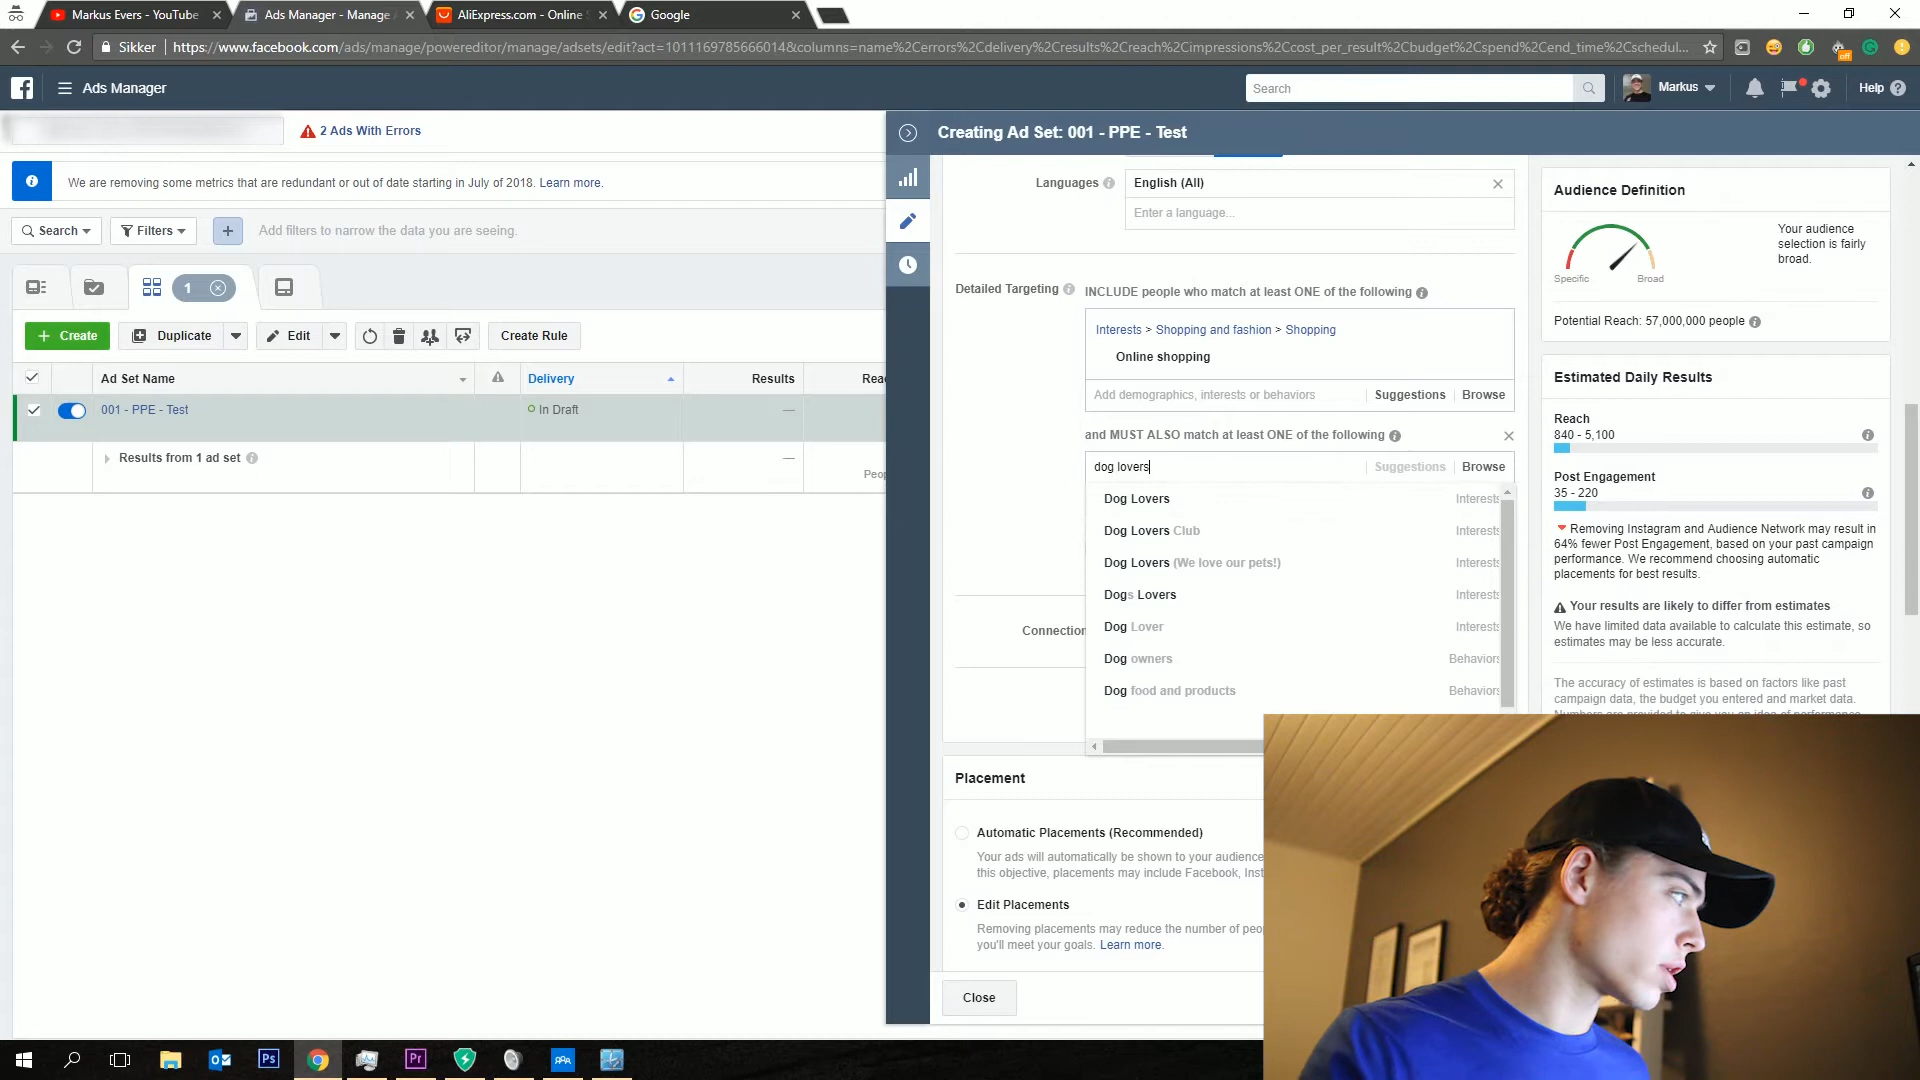 Markus Evers - YouTube
Ads Manager - Manage A
AliExpress.com - Online S
Google
Sikker
https://www.facebook.com/ads/manage/powereditor/manage/adsets/edit?act=1011169785666014&columns=name%2Cerrors%2Cdelivery%2Cresults%2Creach%2Cimpressions%2Ccost_per_result%2Cbudget%2Cspend%2Cend_time%2Cschedul...
off
Ads Manager
Search
Markus
Help
2 Ads With Errors
Creating Ad Set: 001 - PPE - Test
We are removing some metrics that are redundant or out of date starting in July of 2018. Learn more.
Search
Filters
Add filters to narrow the data you are seeing.
1
Create
Duplicate
Edit
Create Rule
Ad Set Name
Delivery
Results
Reac
001 - PPE - Test
In Draft
—
Results from 1 ad set
—
Peop
Languages
English (All)
Enter a language...
Detailed Targeting
INCLUDE people who match at least ONE of the following
Interests > Shopping and fashion > Shopping
Online shopping
Add demographics, interests or behaviors
Suggestions
Browse
and MUST ALSO match at least ONE of the following
dog lovers
Suggestions
Browse
Dog Lovers
Interests
Dog Lovers Club
Interests
Dog Lovers (We love our pets!)
Interests
Dogs Lovers
Interests
Dog Lover
Interests
Dog owners
Behaviors
Dog food and products
Behaviors
Connection
Placement
Automatic Placements (Recommended)
Your ads will automatically be shown to your audience
this objective, placements may include Facebook, Inst
Edit Placements
Removing placements may reduce the number of peop
you'll meet your goals. Learn more.
Close
Audience Definition
Specific
Broad
Your audience
selection is fairly
broad.
Potential Reach: 57,000,000 people
Estimated Daily Results
Reach
840 - 5,100
Post Engagement
35 - 220
Removing Instagram and Audience Network may result in
64% fewer Post Engagement, based on your past campaign
performance. We recommend choosing automatic
placements for best results.
Your results are likely to differ from estimates
We have limited data available to calculate this estimate, so
estimates may be less accurate.
The accuracy of estimates is based on factors like past
campaign data, the budget you entered and market data.
Numbers are provided to give you an idea of performance
Ps
Pr